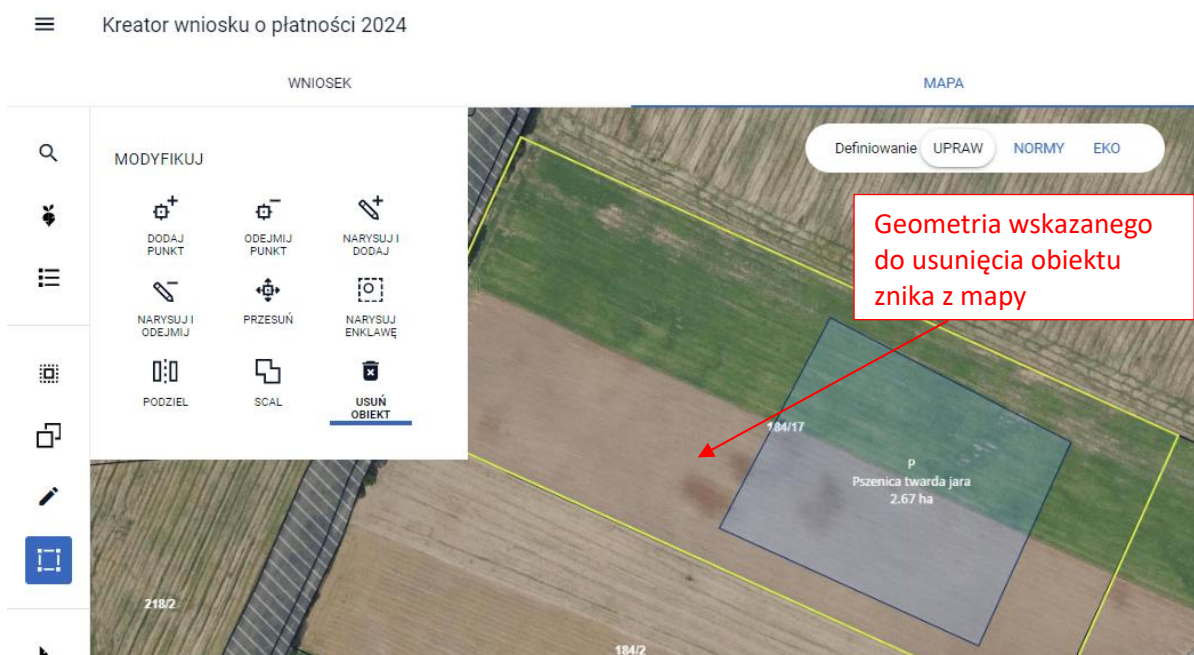 Kreator wniosku o płatności 2024
WNIOSEK
MAPA
MODYFIKUJ
DODAJ
PUNKT
ODEJMIJ
PUNKT
NARYSUJ I
DODAJ
NARYSUJ I
ODEJMIJ
PRZESUŃ
NARYSUJ
ENKLAWĘ
PODZIEL
SCAL
USUŃ
OBIEKT
Definiowanie UPRAW NORMY EKO
Geometria wskazanego
do usunięcia obiektu
znika z mapy
184/17
P
Pszenica twarda jara
2.67 ha
218/2
184/2